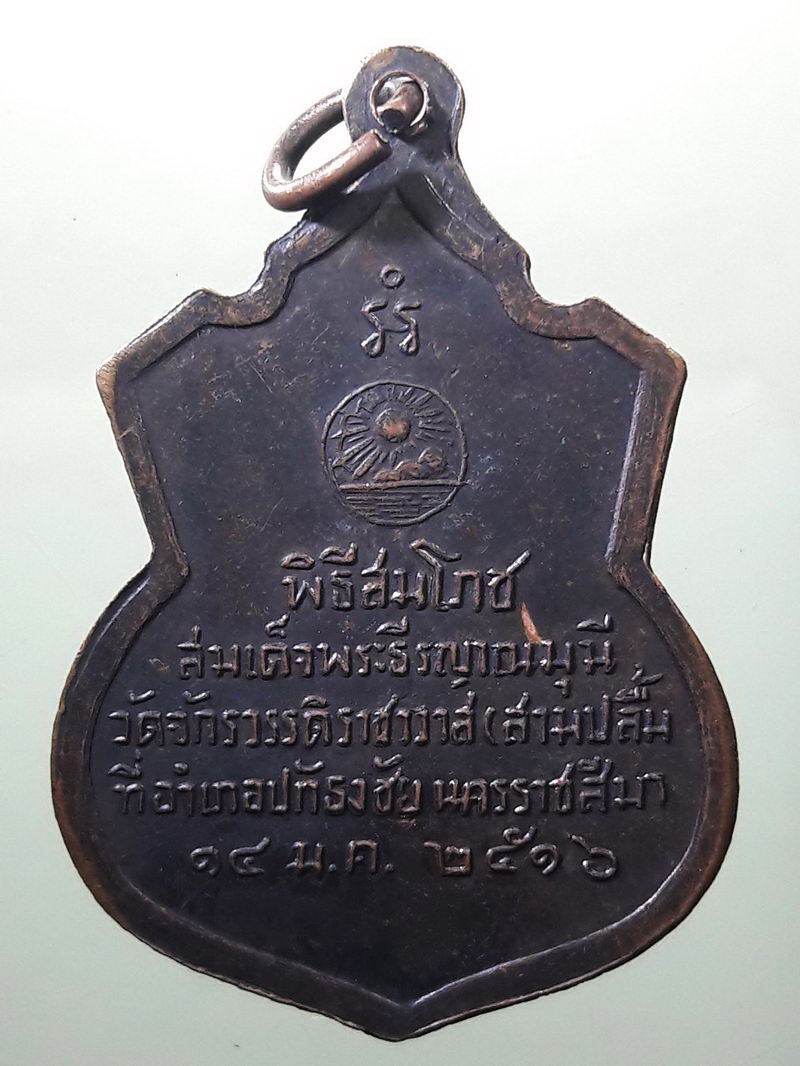 รํร
พิธีสมโภช
สมเด็จพระธีรญาณมุนี
วัดจักรวรรดิราชาวาส (สามปลื้ม
ที่อำเภอปักธงชัย นครราชสีมา
๑๔ ม.ค. ๒๕๑๖